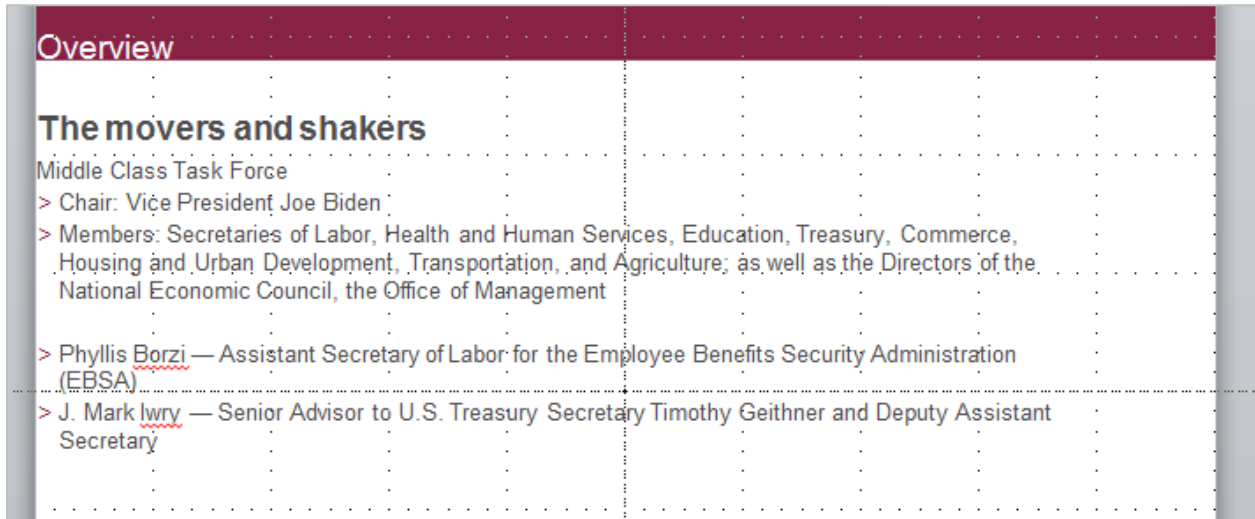 Overview
The movers and shakers
Middle Class Task Force
> Chair: Vice President Joe Biden
> Members: Secretaries of Labor, Health and Human Services, Education, Treasury, Commerce,
Housing and Urban Development, Transportation, and Agriculture; as well as the Directors of the
National Economic Council, the Office of Management
> Phyllis Borzi — Assistant Secretary of Labor for the Employee Benefits Security Administration
(EBSA)
> J. Mark Iwry — Senior Advisor to U.S. Treasury Secretary Timothy Geithner and Deputy Assistant
Secretary